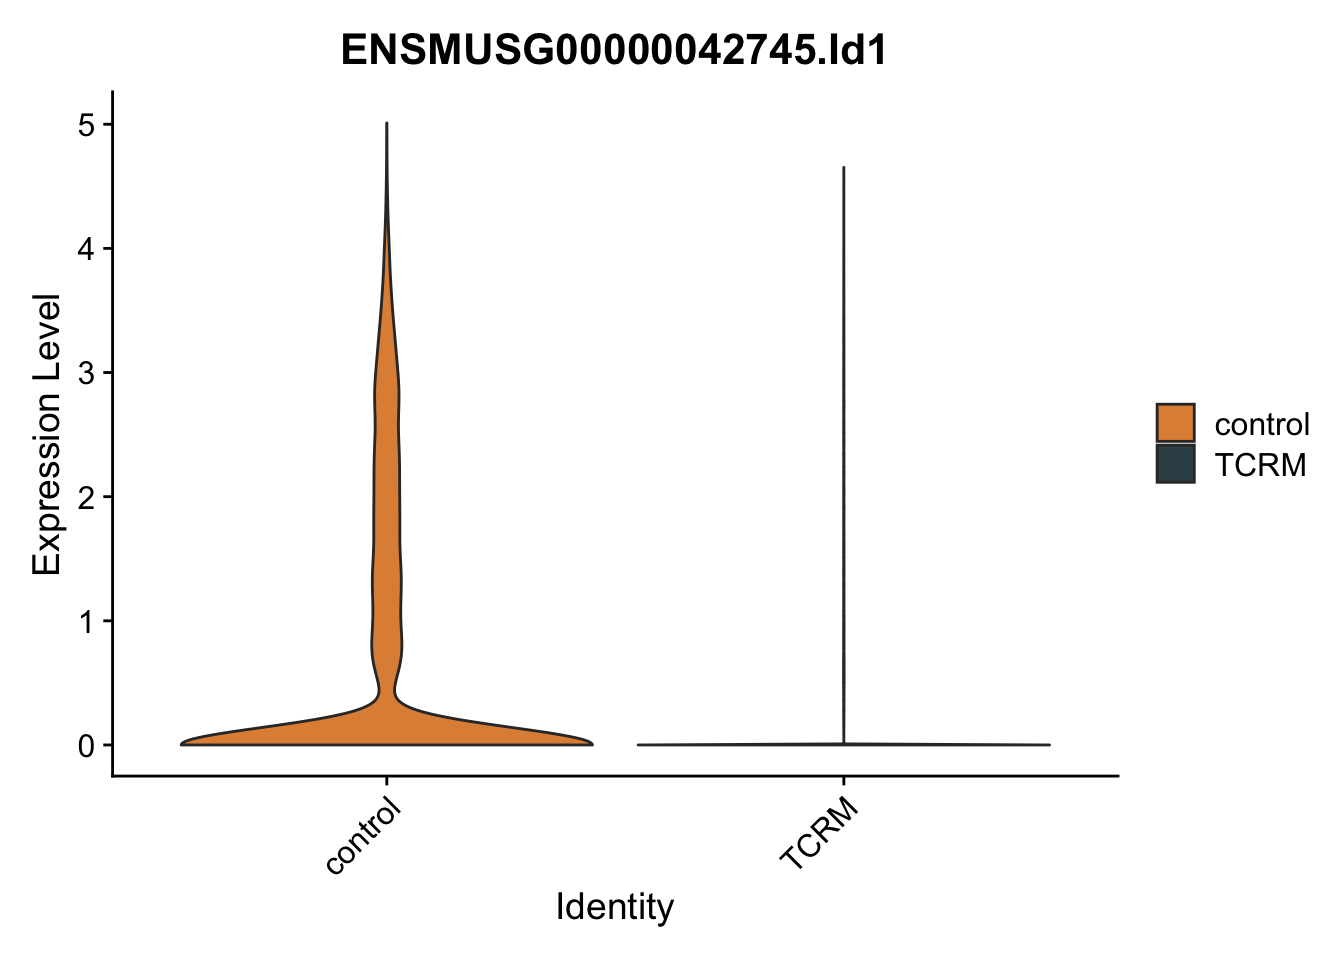 ENSMUSG00000042745.Id1
5
4
3
2
1
0
Expression Level
control
TCRM
Identity
control
TCRM